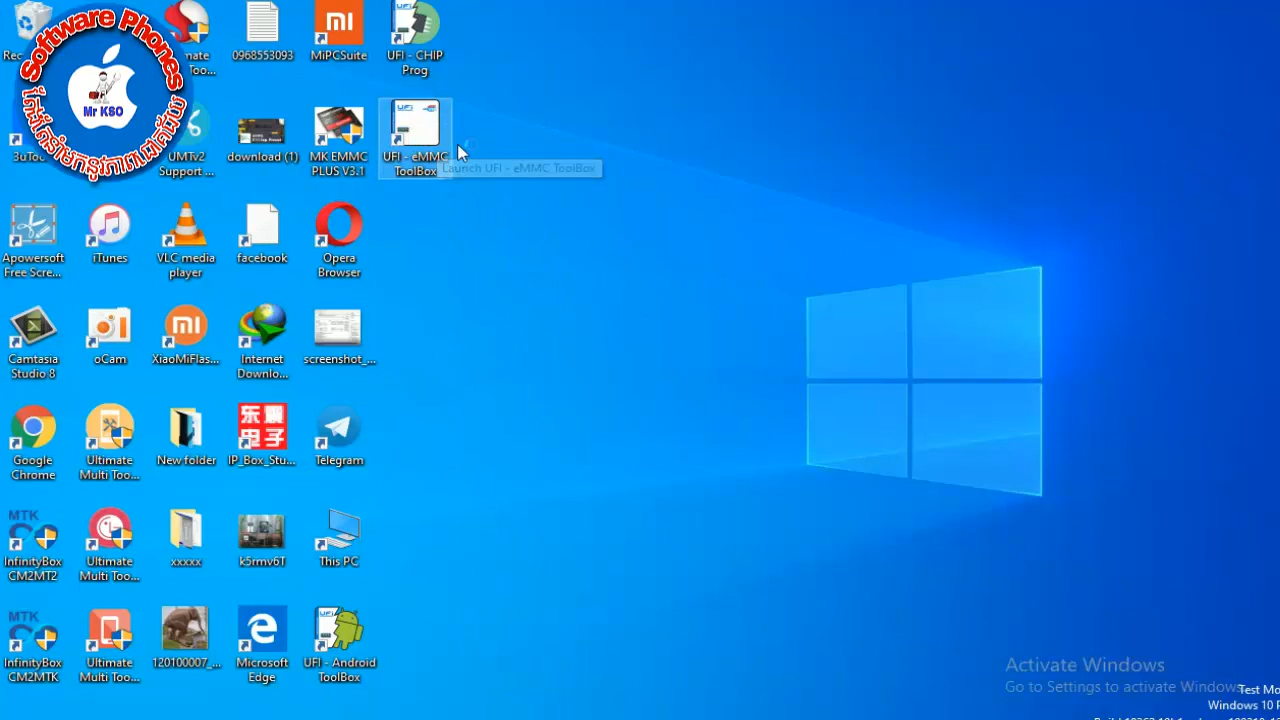 Software Phones
Mr KSO
Rec
mate
Too...
0968553093
MiPCSuite
UFI - CHIP
Prog
3uToo
UMTv2
Support ...
download (1)
MK EMMC
PLUS V3.1
UFI - eMMC
ToolBox
Launch UFI - eMMC ToolBox
Apowersoft
Free Scre...
iTunes
VLC media
player
facebook
Opera
Browser
Camtasia
Studio 8
oCam
XiaoMiFlas...
Internet
Downlo...
screenshot_...
东震
电子
Google
Chrome
Ultimate
Multi Too...
New folder
IP_Box_Stu...
Telegram
MTK
InfinityBox
CM2MT2
Ultimate
Multi Too...
xxxxx
k5rmv6T
This PC
MTK
InfinityBox
CM2MTK
Ultimate
Multi Too...
120100007_...
Microsoft
Edge
UFI - Android
ToolBox
Activate Windows
Go to Settings to activate Windows
Test Mo
Windows 10 P